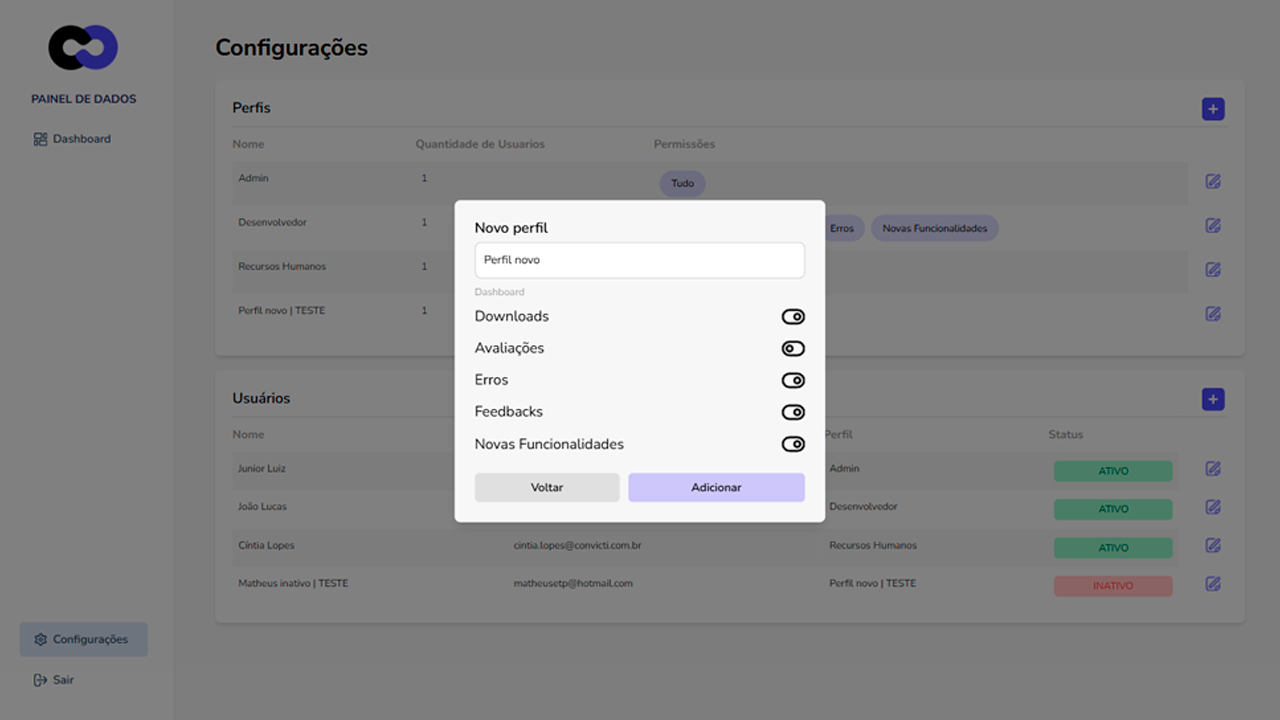 Configurações
PAINEL DE DADOS
Dashboard
Perfis
Nome Quantidade de Usuarios Permissões
Admin 1 Tudo
Desenvolvedor 1 Erros Novas Funcionalidades
Recursos Humanos 1
Perfil novo | TESTE 1
Novo perfil
Perfil novo
Dashboard
Downloads
Avaliações
Erros
Feedbacks
Novas Funcionalidades
Voltar Adicionar
Usuários
Nome Perfil Status
Junior Luiz Admin ATIVO
João Lucas Desenvolvedor ATIVO
Cíntia Lopes cintia.lopes@convicti.com.br Recursos Humanos ATIVO
Matheus inativo | TESTE matheusetp@hotmail.com Perfil novo | TESTE INATIVO
Configurações
Sair